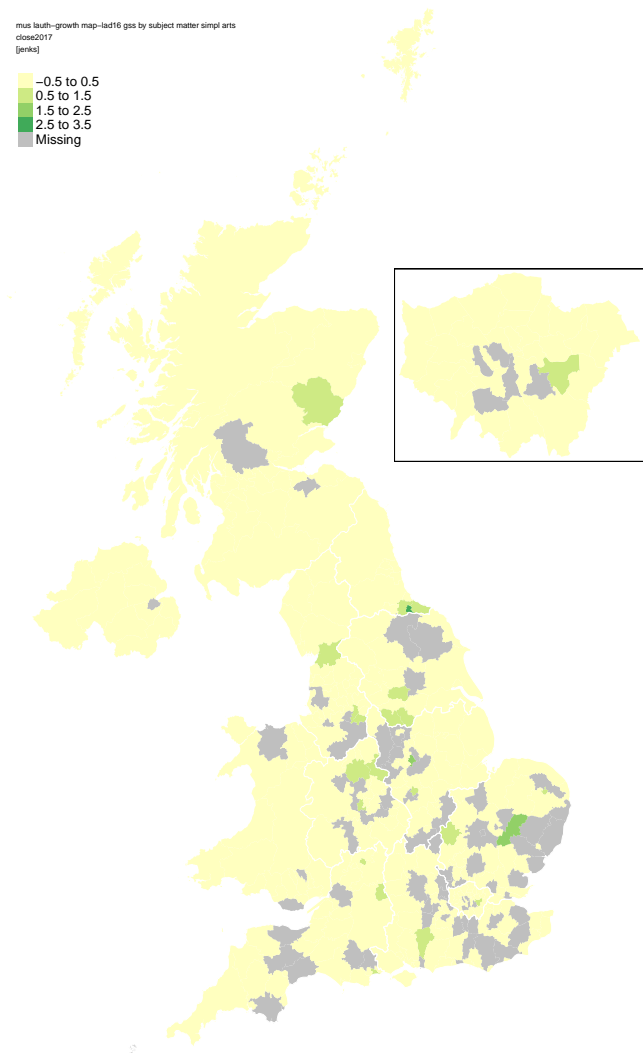 mus lauth−growth map−lad16 gss by subject matter simpl arts
close2017
[jenks]
−0.5 to 0.5
0.5 to 1.5
1.5 to 2.5
2.5 to 3.5
Missing